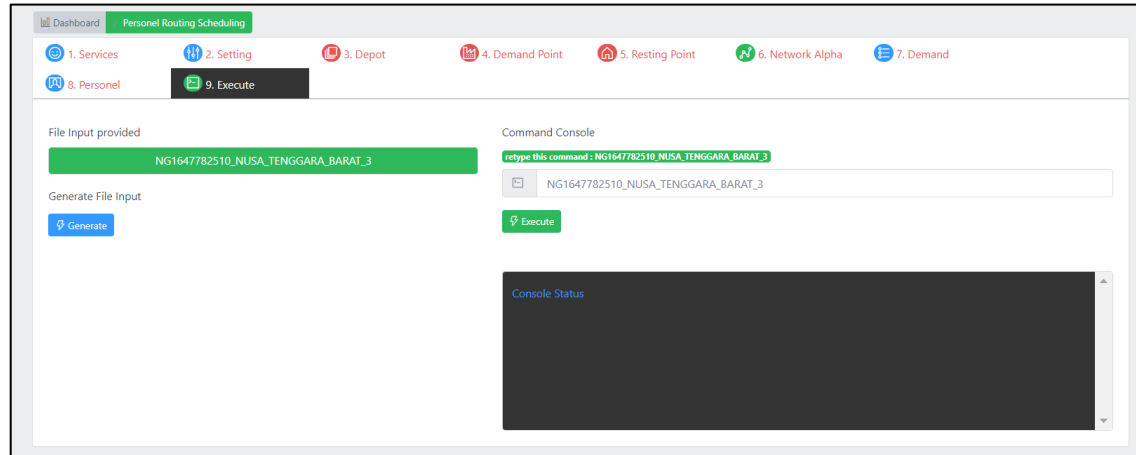 Dashboard / Personel Routing Scheduling
1. Services 2. Setting 3. Depot 4. Demand Point 5. Resting Point 6. Network Alpha 7. Demand
8. Personel 9. Execute
File Input provided
NG1647782510_NUSA_TENGGARA_BARAT_3
Generate File Input
Generate
Command Console
retype this command : NG1647782510_NUSA_TENGGARA_BARAT_3
NG1647782510_NUSA_TENGGARA_BARAT_3
Execute
Console Status